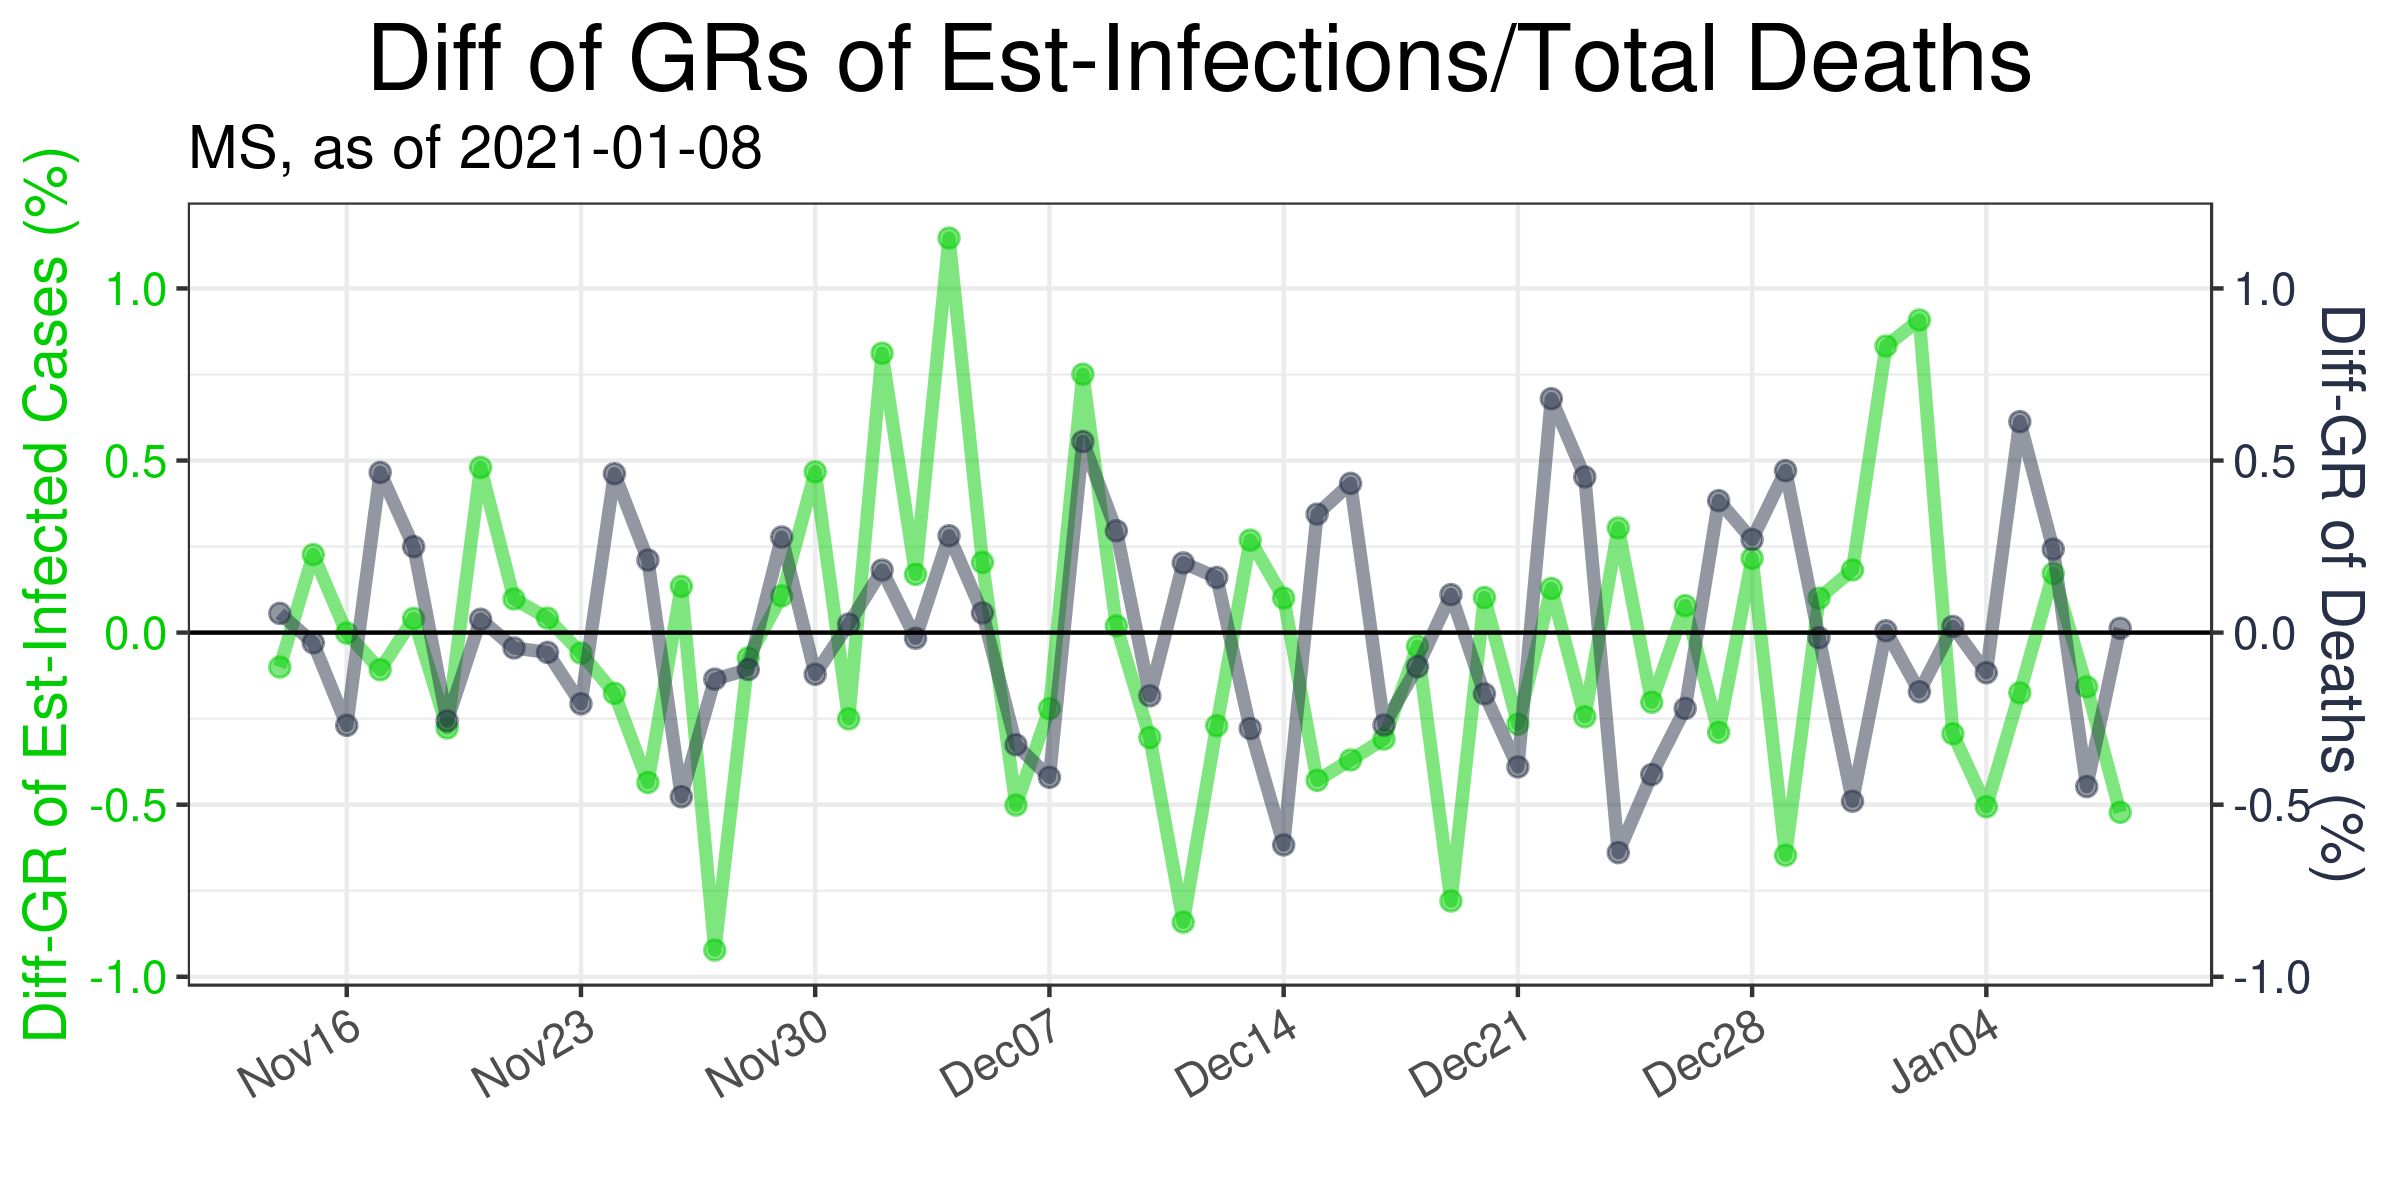 Diff of GRs of Est-Infections/Total Deaths
MS, as of 2021-01-08
Diff-GR of Est-Infected Cases (%)
1.0
0.5
0.0
-0.5
-1.0
1.0
0.5
0.0
-0.5
-1.0
Diff-GR of Deaths (%)
Nov16
Nov23
Nov30
Dec07
Dec14
Dec21
Dec28
Jan04